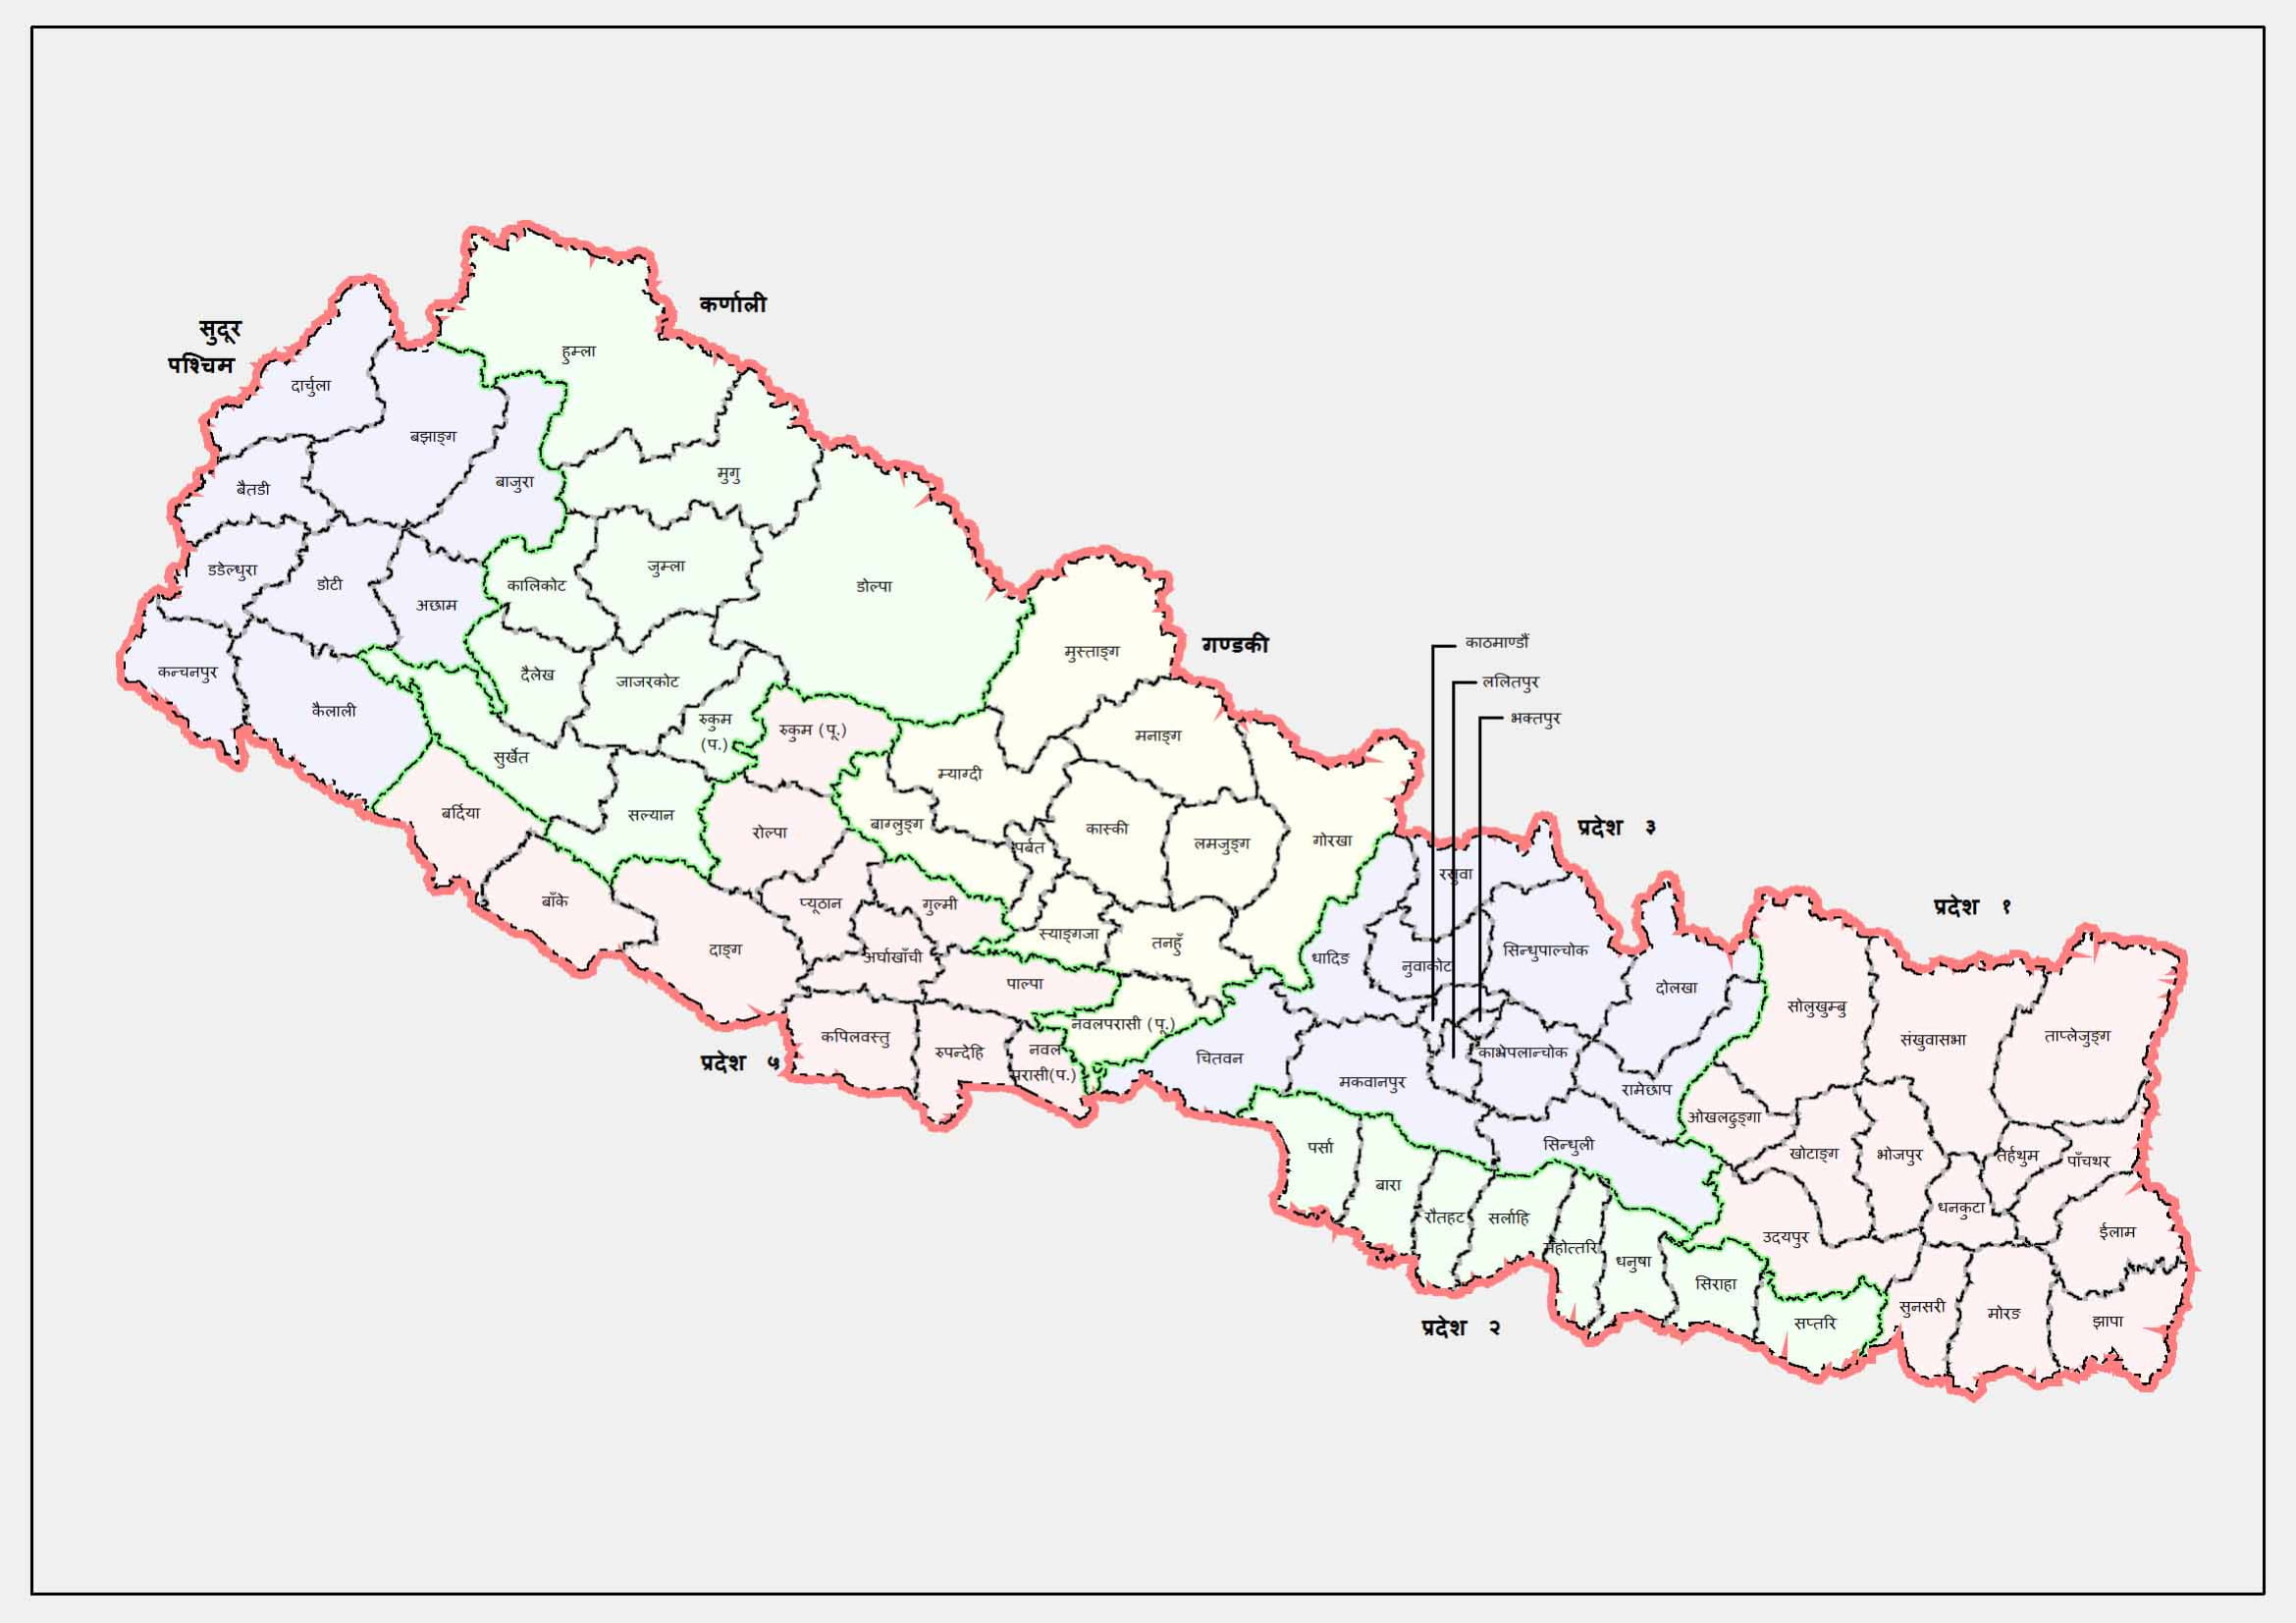 कर्णाली
सुदूर
पश्चिम
हुम्ला
दार्चुला
बझाङ्ग
मुगु
बाजुरा
बैतडी
जुम्ला
डडेल्धुरा
डोटी
कालिकोट
डोल्पा
अछाम
कन्चनपुर
दैलेख
जाजरकोट
कैलाली
रुकुम
(प.)
रुकुम (पू.)
सुर्खेत
बर्दिया
सल्यान
रोल्पा
बाँके
दाङ्ग
प्यूठान
गुल्मी
अर्घाखाँची
पाल्पा
कपिलवस्तु
रुपन्देहि
नवल
परासी(प.)
प्रदेश ५
गण्डकी
मुस्ताङ्ग
मनाङ्ग
म्याग्दी
बाग्लुङ्ग
पर्बत
कास्की
लमजुङ्ग
गोरखा
स्याङ्गजा
तनहुँ
नवलपरासी (पू.)
काठमाण्डौं
ललितपुर
भक्तपुर
प्रदेश ३
रसुवा
धादिङ
नुवाकोट
सिन्धुपाल्चोक
दोलखा
चितवन
मकवानपुर
काभ्रेपलान्चोक
रामेछाप
सिन्धुली
प्रदेश १
सोलुखुम्बु
संखुवासभा
ताप्लेजुङ्ग
ओखलढुङ्गा
खोटाङ्ग
भोजपुर
तेर्हथुम
पाँचथर
धनकुटा
ईलाम
उदयपुर
सुनसरी
मोरङ
झापा
पर्सा
बारा
रौतहट
सर्लाहि
महोत्तरि
धनुषा
सिराहा
सप्तरि
प्रदेश २